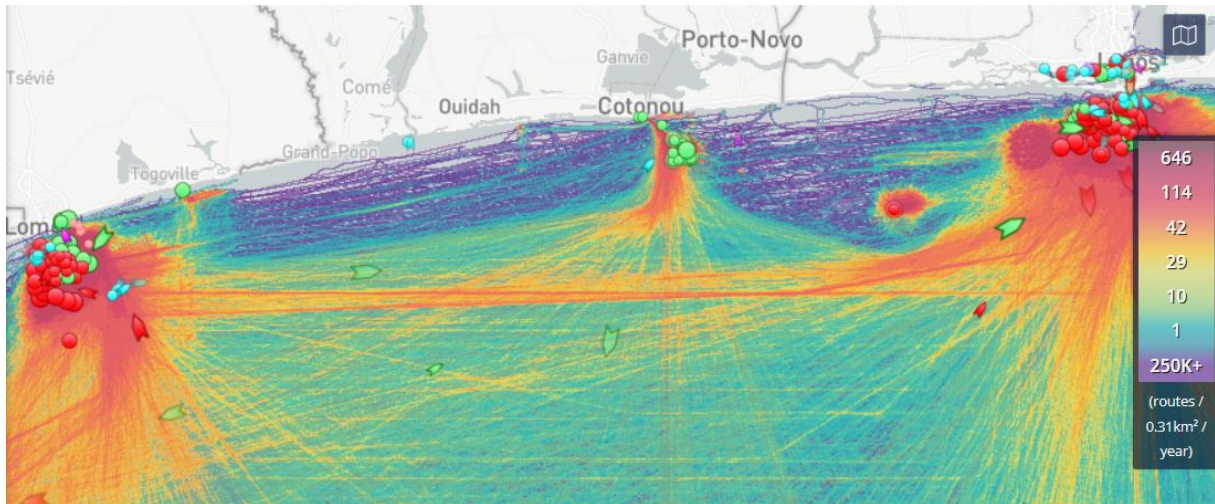 Porto-Novo
Ganvie
Tsévié
Comé
Ouidah
Cotonou
Grand-Popo
Togoville
646
114
42
29
10
1
250K+
(routes /
0.31km² /
year)